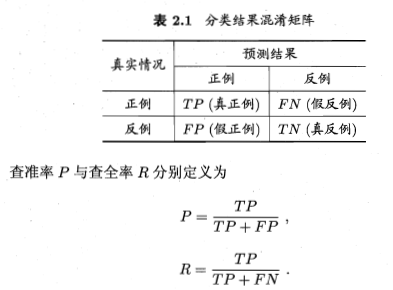 表 2.1 分类结果混淆矩阵
真实情况 预测结果
正例 反例
正例 TP (真正例) FN (假反例)
反例 FP (假正例) TN (真反例)
查准率 P 与查全率 R 分别定义为
P = TP / (TP + FP) ,
R = TP / (TP + FN) .